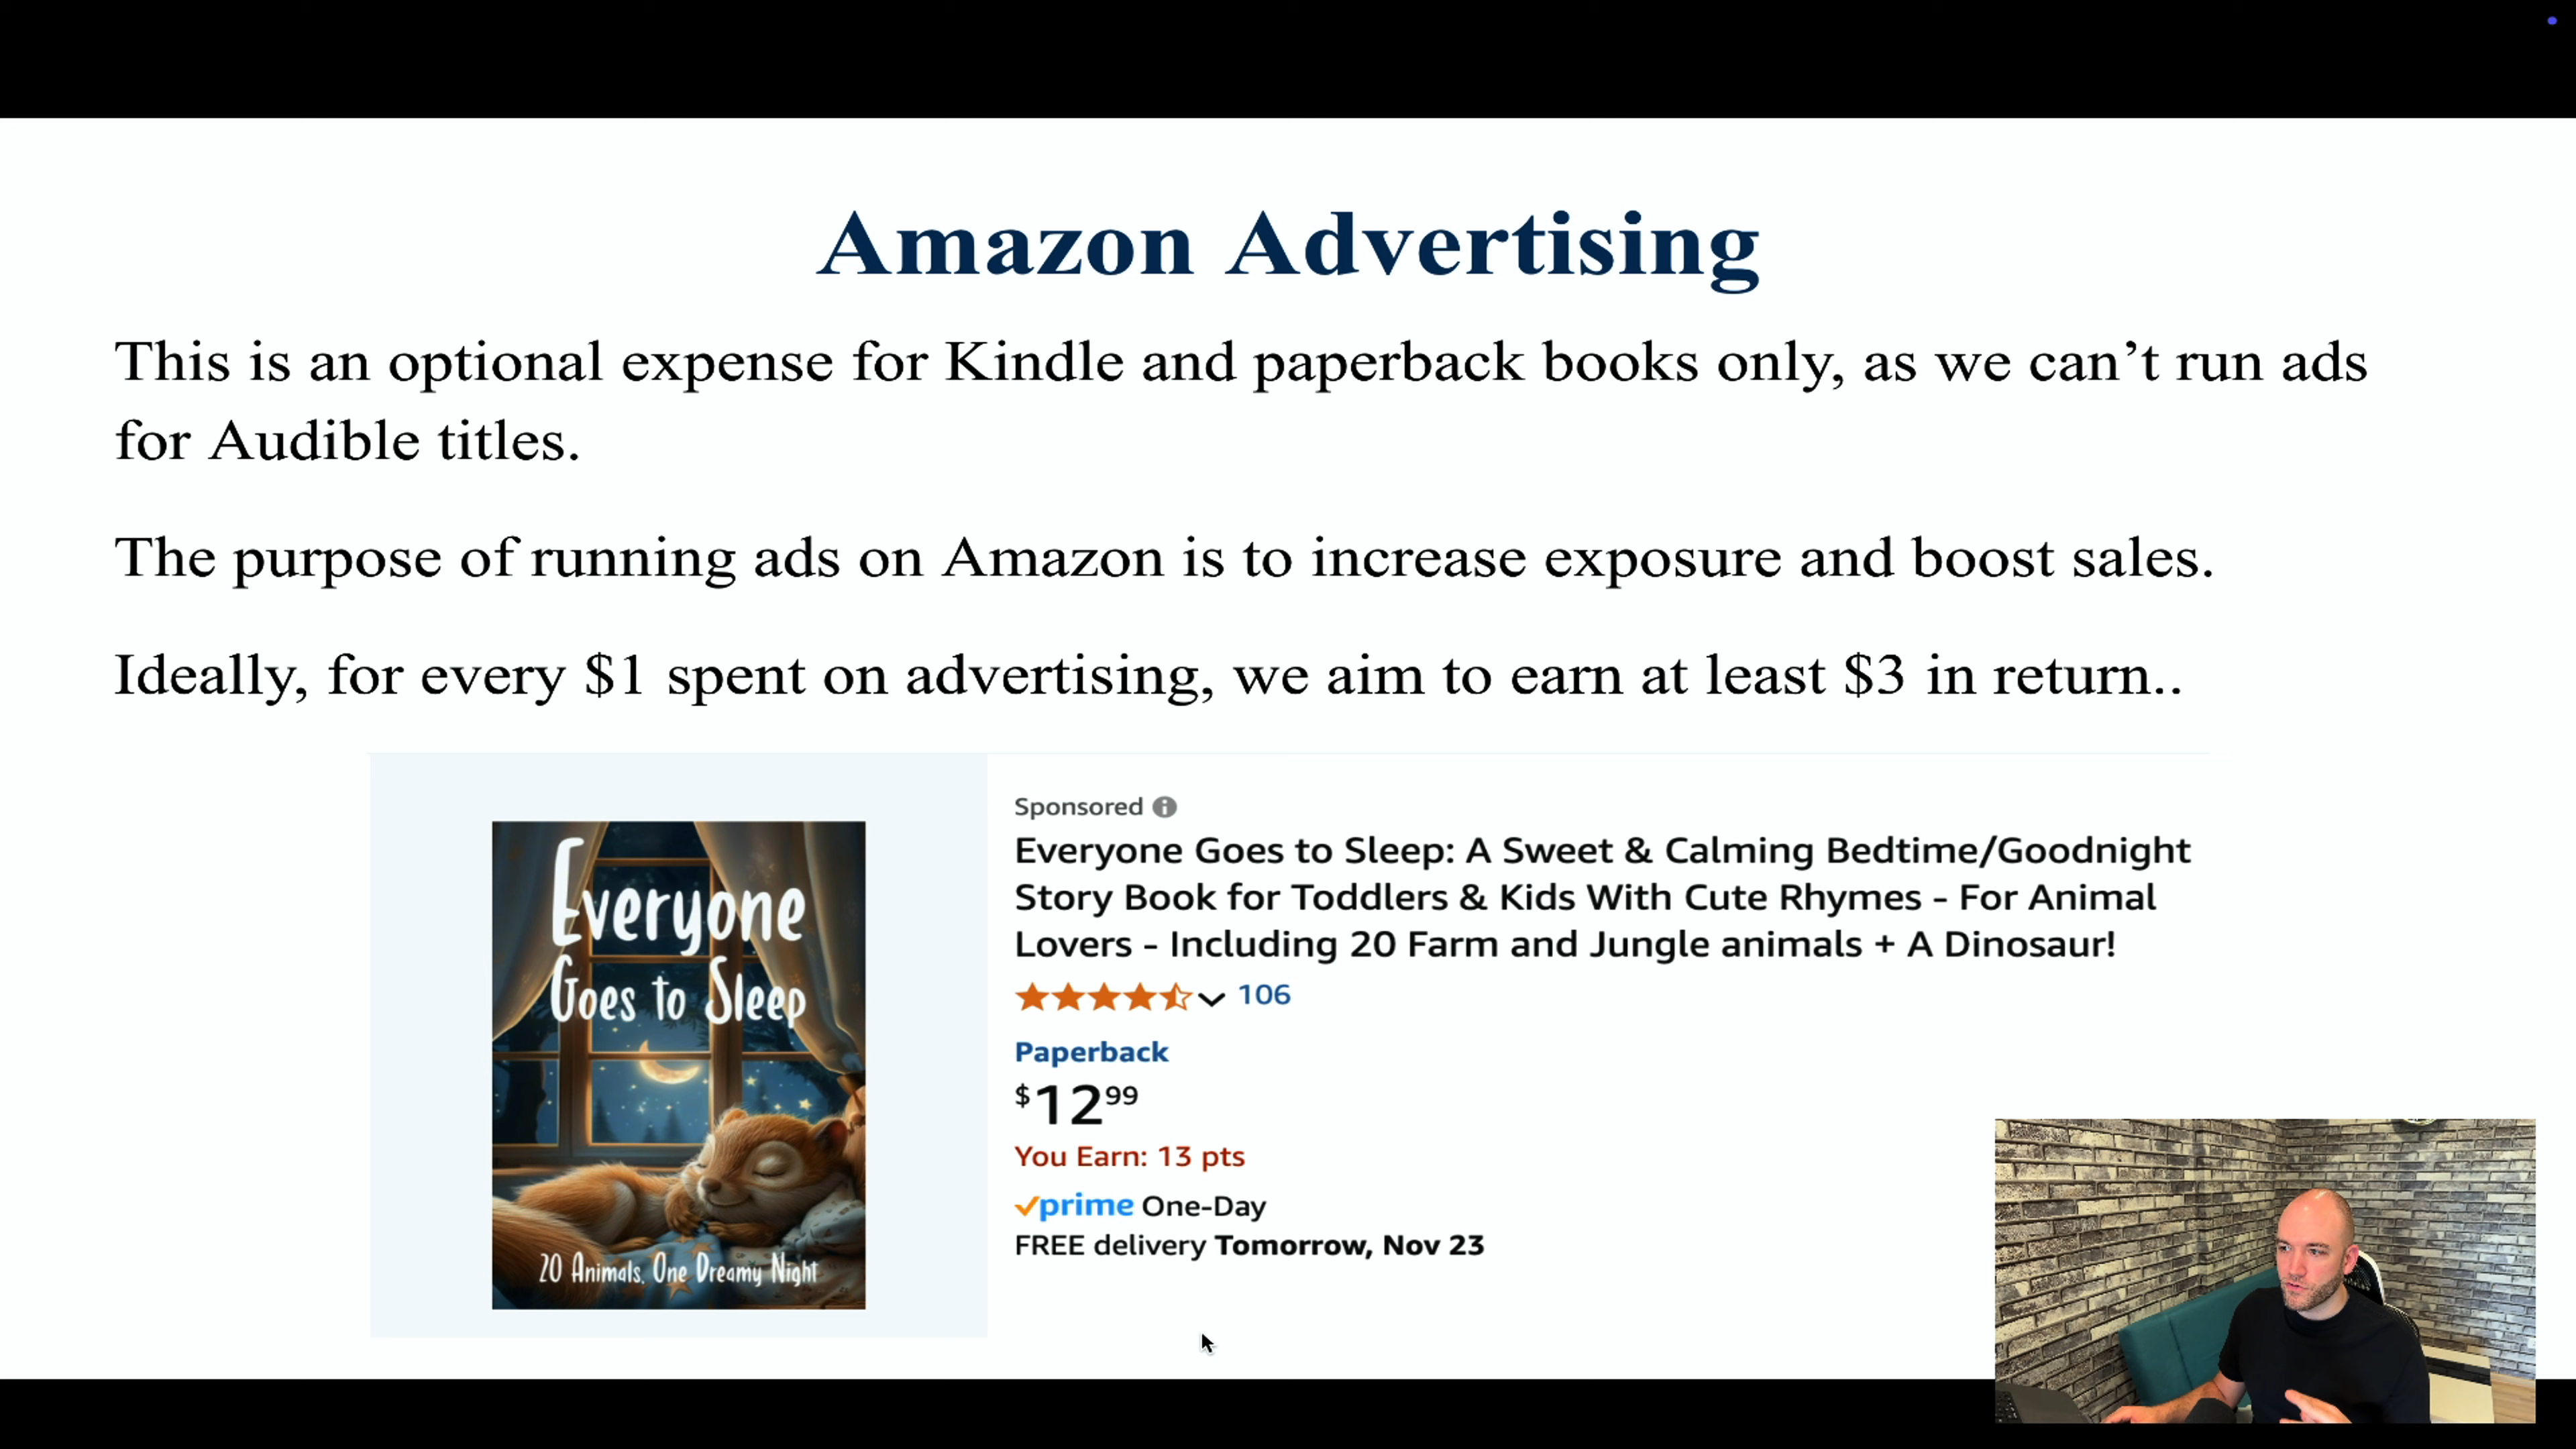 Amazon Advertising
This is an optional expense for Kindle and paperback books only, as we can’t run ads
for Audible titles.
The purpose of running ads on Amazon is to increase exposure and boost sales.
Ideally, for every $1 spent on advertising, we aim to earn at least $3 in return..
Everyone
Goes to Sleep
20 Animals, One Dreamy Night
Sponsored
Everyone Goes to Sleep: A Sweet & Calming Bedtime/Goodnight
Story Book for Toddlers & Kids With Cute Rhymes - For Animal
Lovers - Including 20 Farm and Jungle animals + A Dinosaur!
106
Paperback
$12.99
You Earn: 13 pts
prime One-Day
FREE delivery Tomorrow, Nov 23